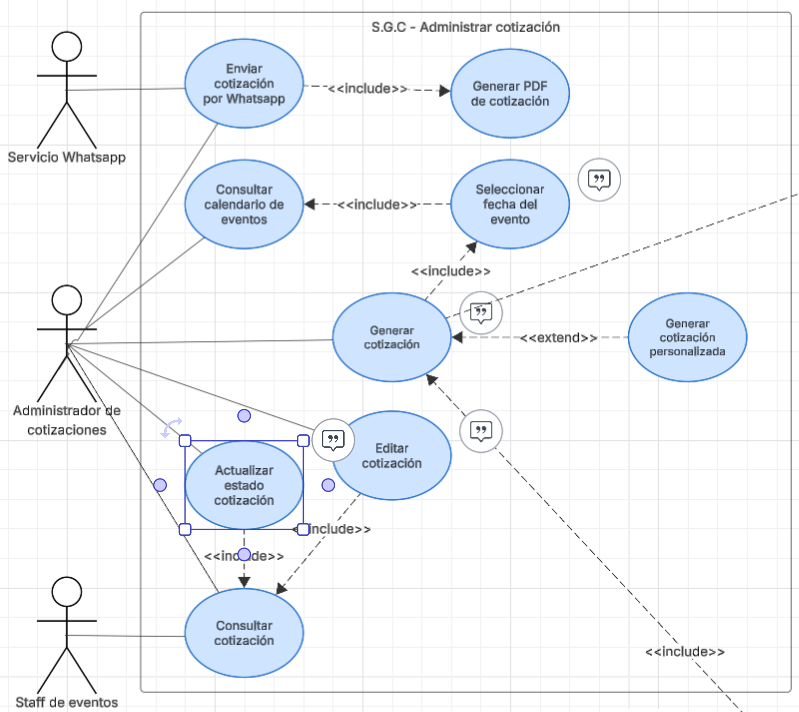 S.G.C - Administrar cotización
Enviar
cotización
por Whatsapp
<<include>>
Generar PDF
de cotización
Servicio Whatsapp
Consultar
calendario de
eventos
<<include>>
Seleccionar
fecha del
evento
<<include>>
Generar
cotización
<<extend>>
Generar
cotización
personalizada
Administrador de
cotizaciones
Editar
cotización
Actualizar
estado
cotización
<<include>>
<<include>>
Consultar
cotización
<<include>>
Staff de eventos